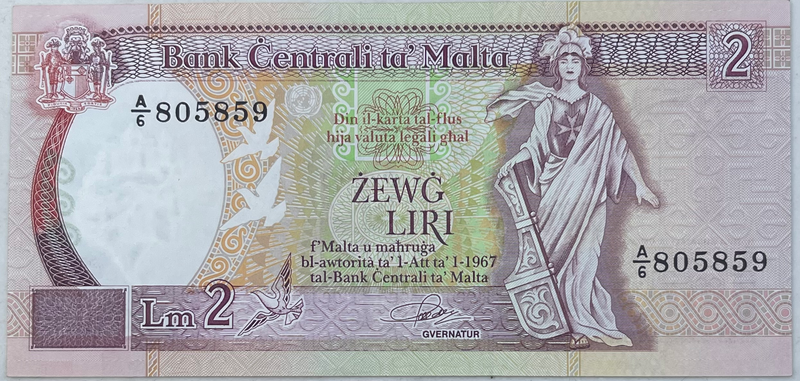 Bank Ċentrali ta' Malta
2
A/6 805859
Din il-karta tal-flus
hija valuta legali għal
ŻEWĠ
LIRI
f'Malta u maħruġa
bl-awtorità ta' l-Att ta' l-1967
tal-Bank Ċentrali ta' Malta
A/6 805859
Lm 2
GVERNATUR